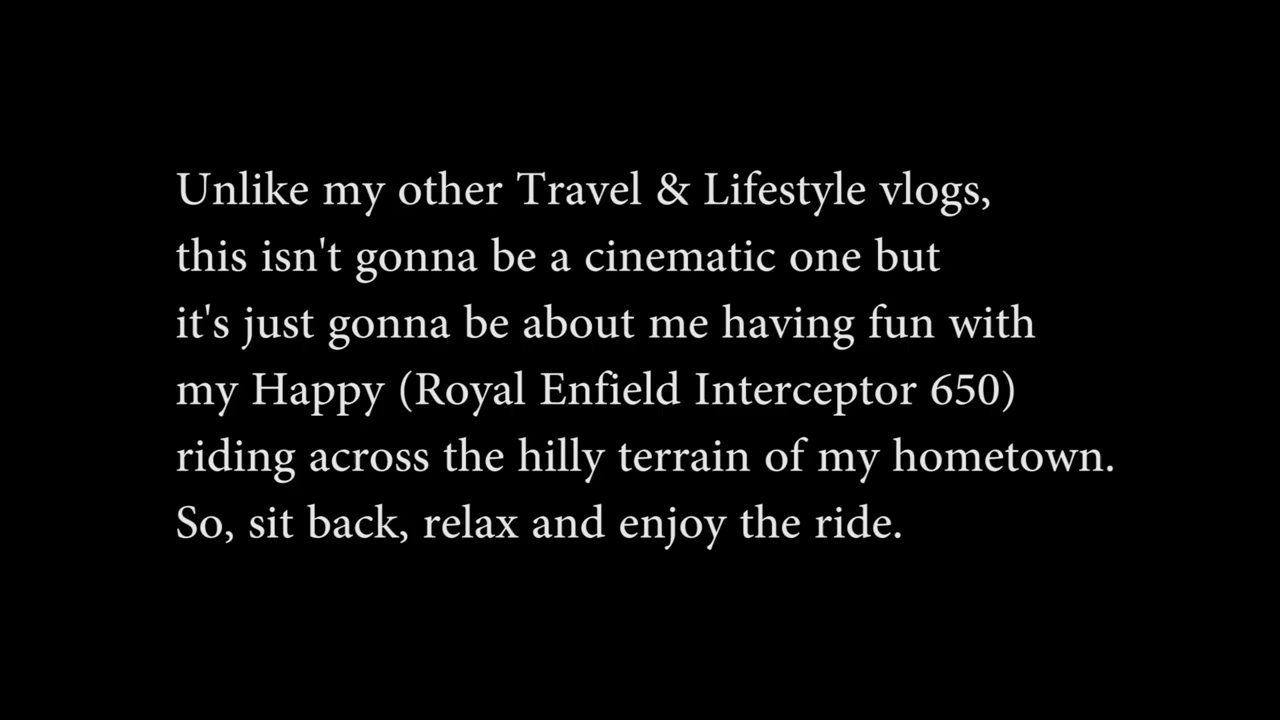 Unlike my other Travel & Lifestyle vlogs,
this isn't gonna be a cinematic one but
it's just gonna be about me having fun with
my Happy (Royal Enfield Interceptor 650)
riding across the hilly terrain of my hometown.
So, sit back, relax and enjoy the ride.